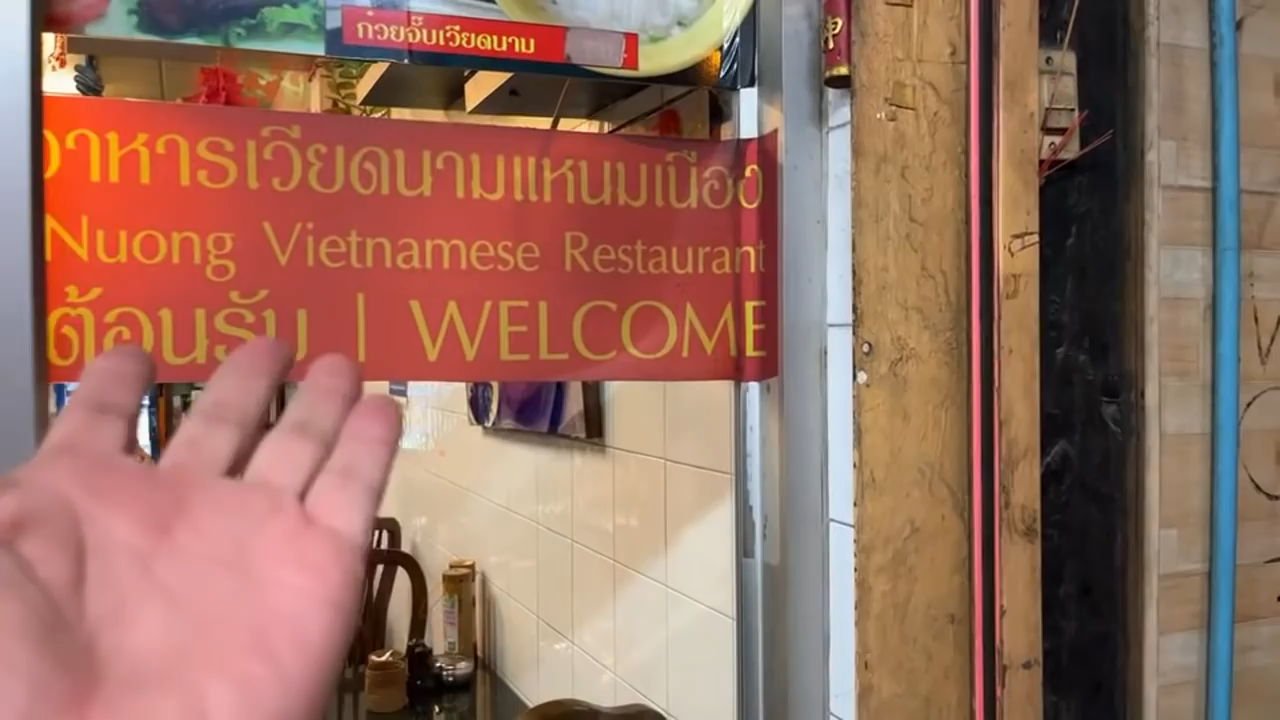 ก๋วยจั๊บเวียดนาม
อาหารเวียดนามแหนมเนือง
Nuong Vietnamese Restaurant
ต้อนรับ | WELCOME